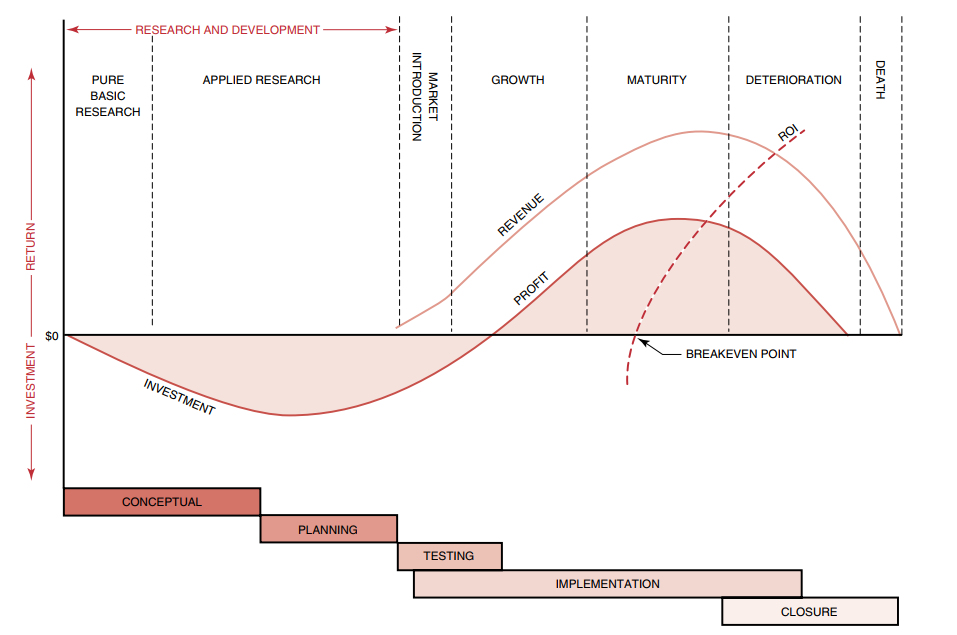 RESEARCH AND DEVELOPMENT
PURE
BASIC
RESEARCH
APPLIED RESEARCH
MARKET
INTRODUCTION
GROWTH
MATURITY
DETERIORATION
DEATH
ROI
REVENUE
PROFIT
RETURN
$0
INVESTMENT
BREAKEVEN POINT
INVESTMENT
CONCEPTUAL
PLANNING
TESTING
IMPLEMENTATION
CLOSURE